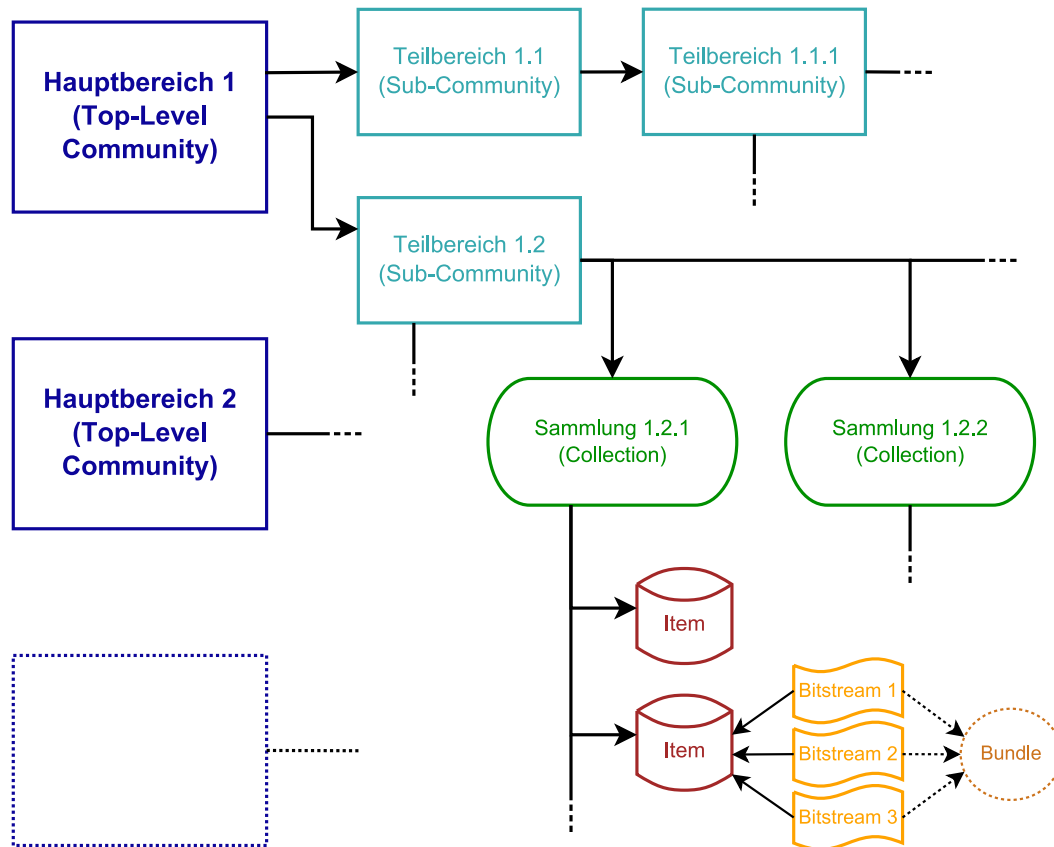 Hauptbereich 1
(Top-Level
Community)
Teilbereich 1.1
(Sub-Community)
Teilbereich 1.1.1
(Sub-Community)
Teilbereich 1.2
(Sub-Community)
Hauptbereich 2
(Top-Level
Community)
Sammlung 1.2.1
(Collection)
Sammlung 1.2.2
(Collection)
Item
Item
Bitstream 1
Bitstream 2
Bitstream 3
Bundle